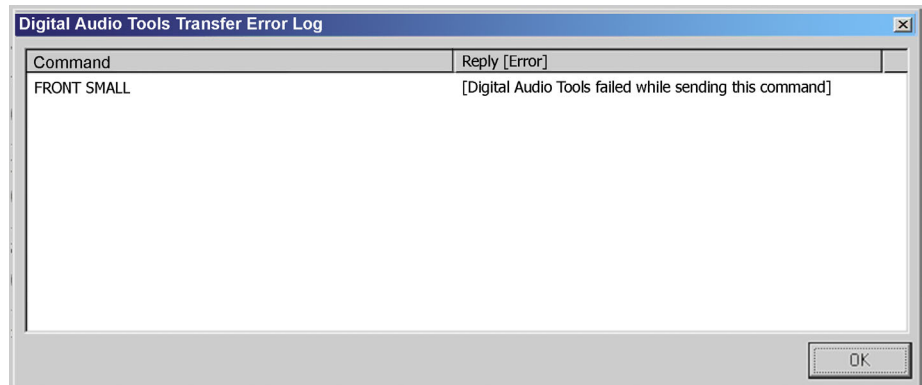 Digital Audio Tools Transfer Error Log
Command Reply [Error]
FRONT SMALL [Digital Audio Tools failed while sending this command]
OK